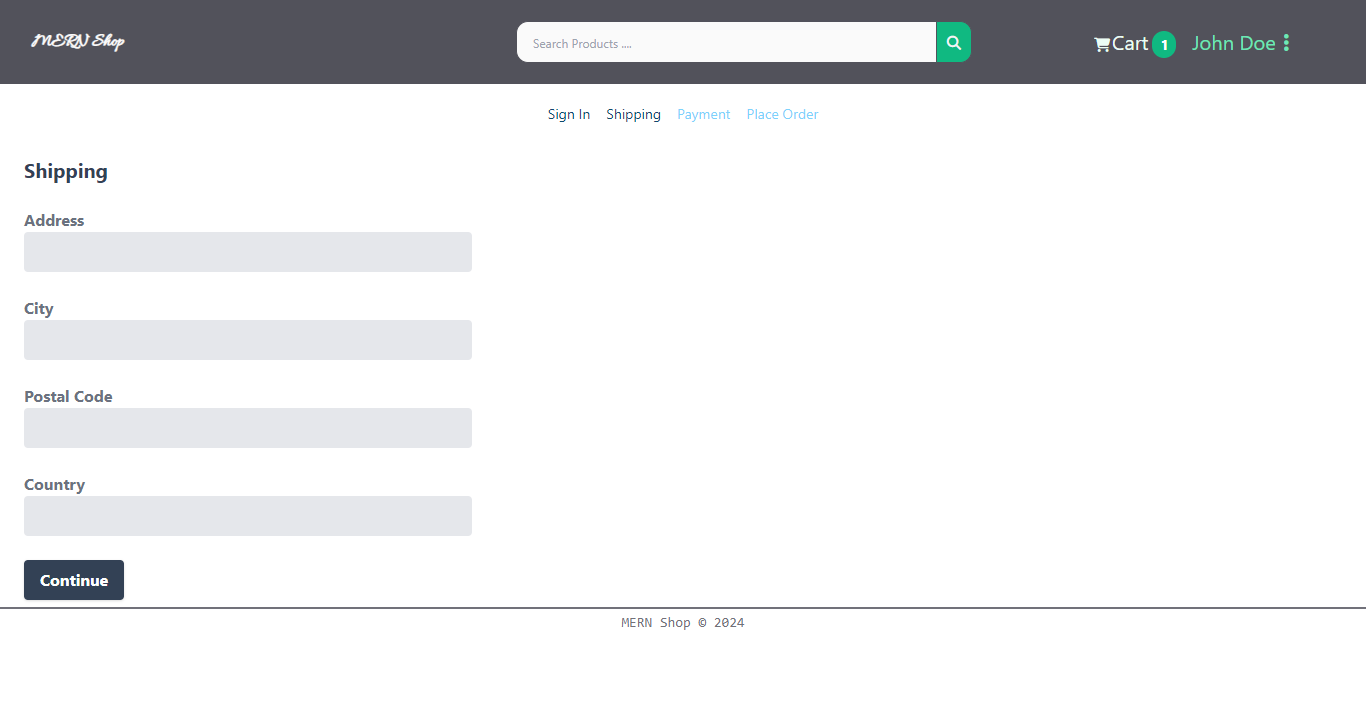 MERN Shop
Search Products ....
Cart 1 John Doe
Sign In Shipping Payment Place Order
Shipping
Address
City
Postal Code
Country
Continue
MERN Shop © 2024